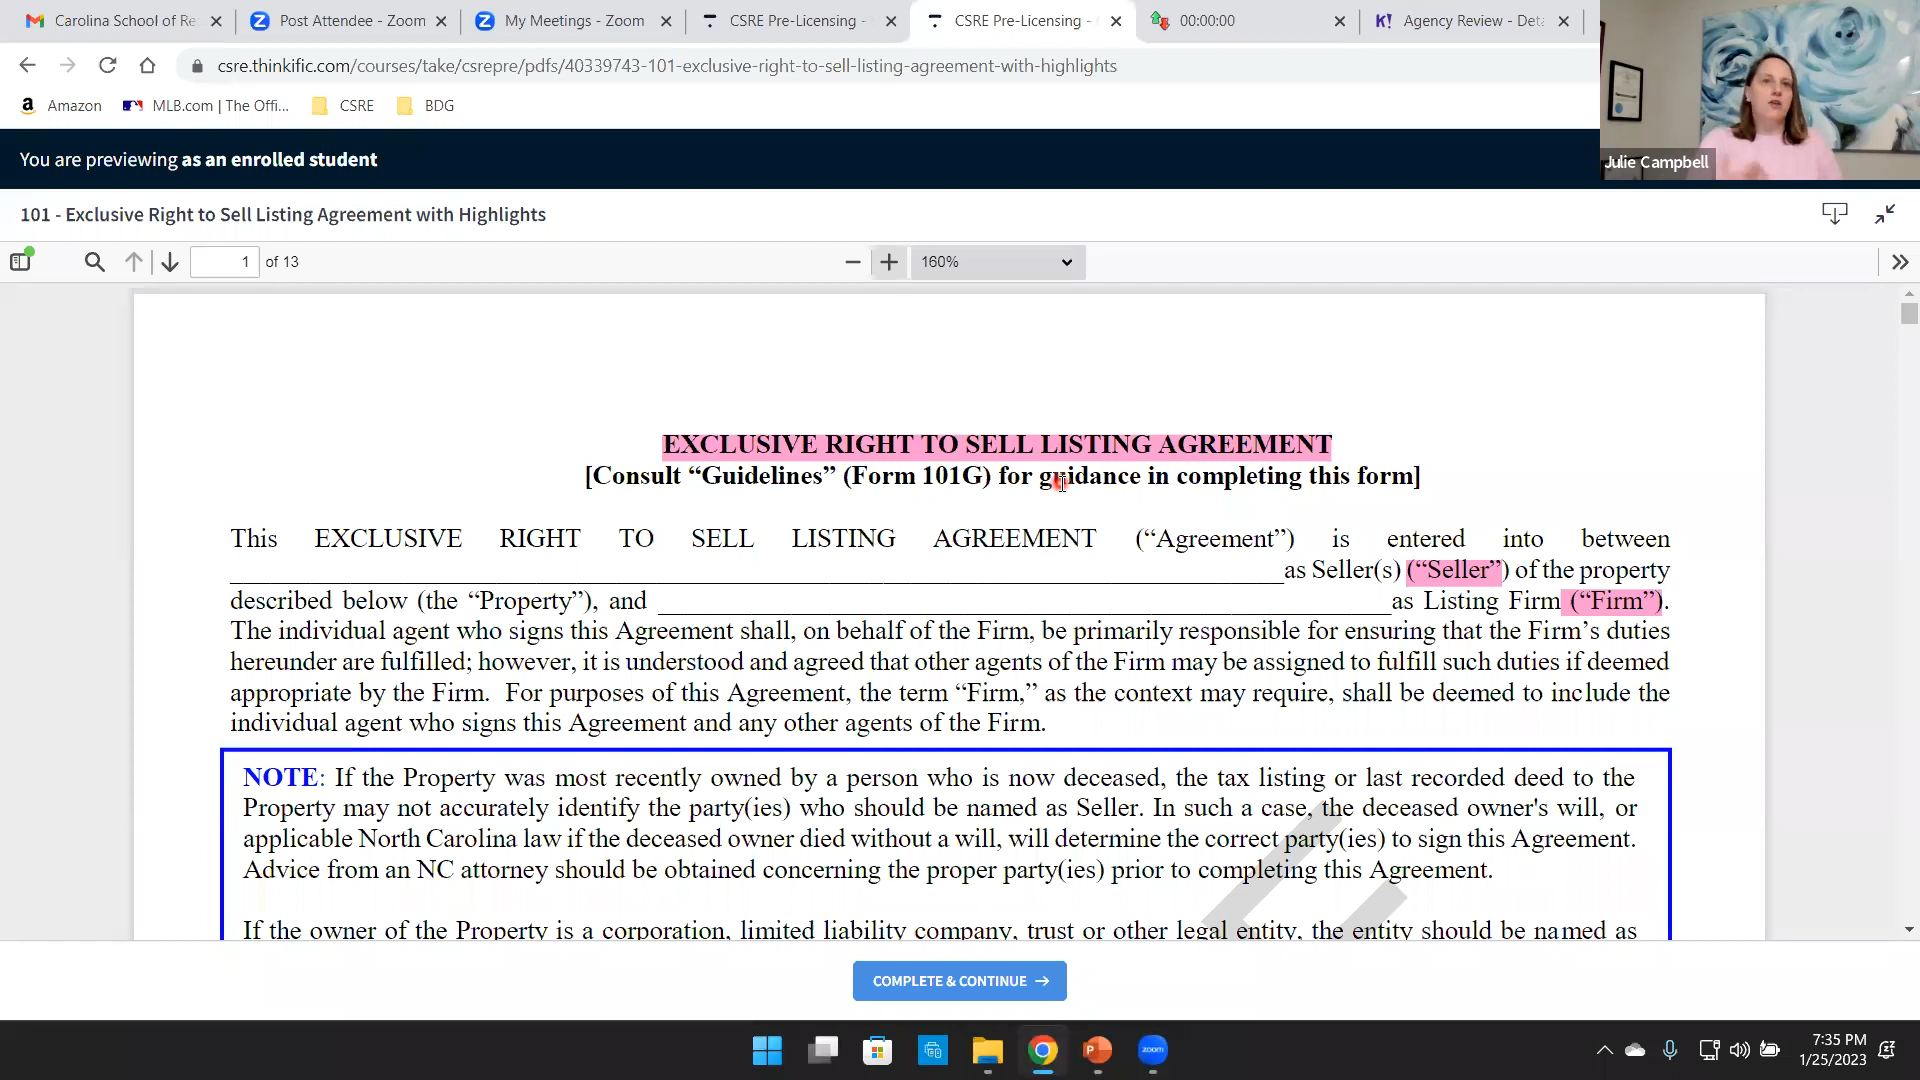 Carolina School of Re
Post Attendee - Zoom
My Meetings - Zoom
CSRE Pre-Licensing -
CSRE Pre-Licensing -
00:00:00
Agency Review - Deta
csre.thinkific.com/courses/take/csrepre/pdfs/40339743-101-exclusive-right-to-sell-listing-agreement-with-highlights
Amazon
MLB.com | The Offi...
CSRE
BDG
You are previewing as an enrolled student
Julie Campbell
101 - Exclusive Right to Sell Listing Agreement with Highlights
1 of 13
160%
EXCLUSIVE RIGHT TO SELL LISTING AGREEMENT
[Consult “Guidelines” (Form 101G) for guidance in completing this form]
This EXCLUSIVE RIGHT TO SELL LISTING AGREEMENT (“Agreement”) is entered into between
as Seller(s) (“Seller”) of the property
described below (the “Property”), and as Listing Firm (“Firm”).
The individual agent who signs this Agreement shall, on behalf of the Firm, be primarily responsible for ensuring that the Firm’s duties
hereunder are fulfilled; however, it is understood and agreed that other agents of the Firm may be assigned to fulfill such duties if deemed
appropriate by the Firm. For purposes of this Agreement, the term “Firm,” as the context may require, shall be deemed to include the
individual agent who signs this Agreement and any other agents of the Firm.
NOTE: If the Property was most recently owned by a person who is now deceased, the tax listing or last recorded deed to the
Property may not accurately identify the party(ies) who should be named as Seller. In such a case, the deceased owner's will, or
applicable North Carolina law if the deceased owner died without a will, will determine the correct party(ies) to sign this Agreement.
Advice from an NC attorney should be obtained concerning the proper party(ies) prior to completing this Agreement.
If the owner of the Property is a corporation, limited liability company, trust or other legal entity, the entity should be named as
COMPLETE & CONTINUE
zoom
7:35 PM
1/25/2023